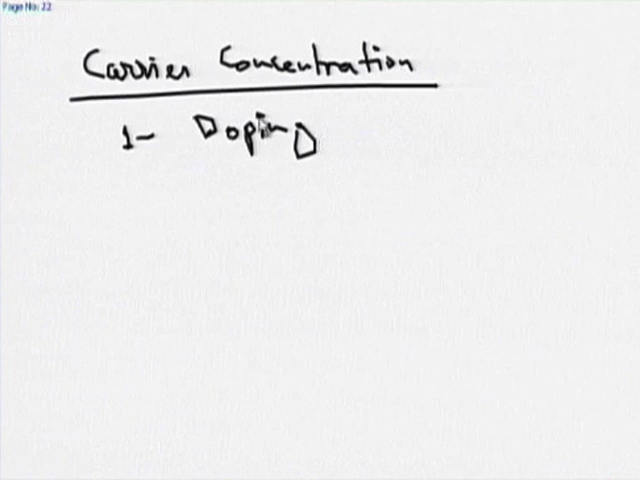 Page No: 22
Carrier Concentration
1- Doping